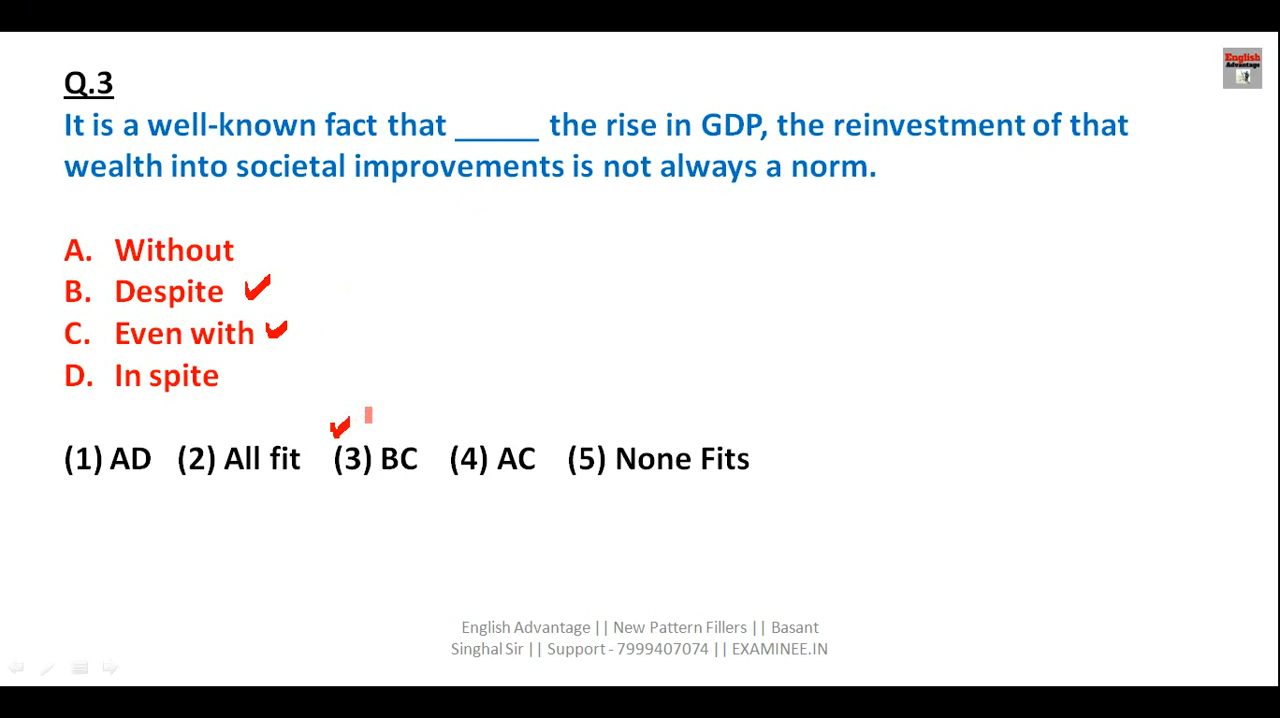 English
Advantage
Q.3
It is a well-known fact that _____ the rise in GDP, the reinvestment of that
wealth into societal improvements is not always a norm.
A. Without
B. Despite
C. Even with
D. In spite
(1) AD (2) All fit (3) BC (4) AC (5) None Fits
English Advantage || New Pattern Fillers || Basant
Singhal Sir || Support - 7999407074 || EXAMINEE.IN